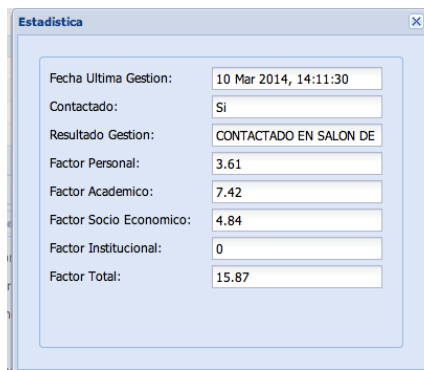 Estadistica
Fecha Ultima Gestion: 10 Mar 2014, 14:11:30
Contactado: Si
Resultado Gestion: CONTACTADO EN SALON DE
Factor Personal: 3.61
Factor Academico: 7.42
Factor Socio Economico: 4.84
Factor Institucional: 0
Factor Total: 15.87